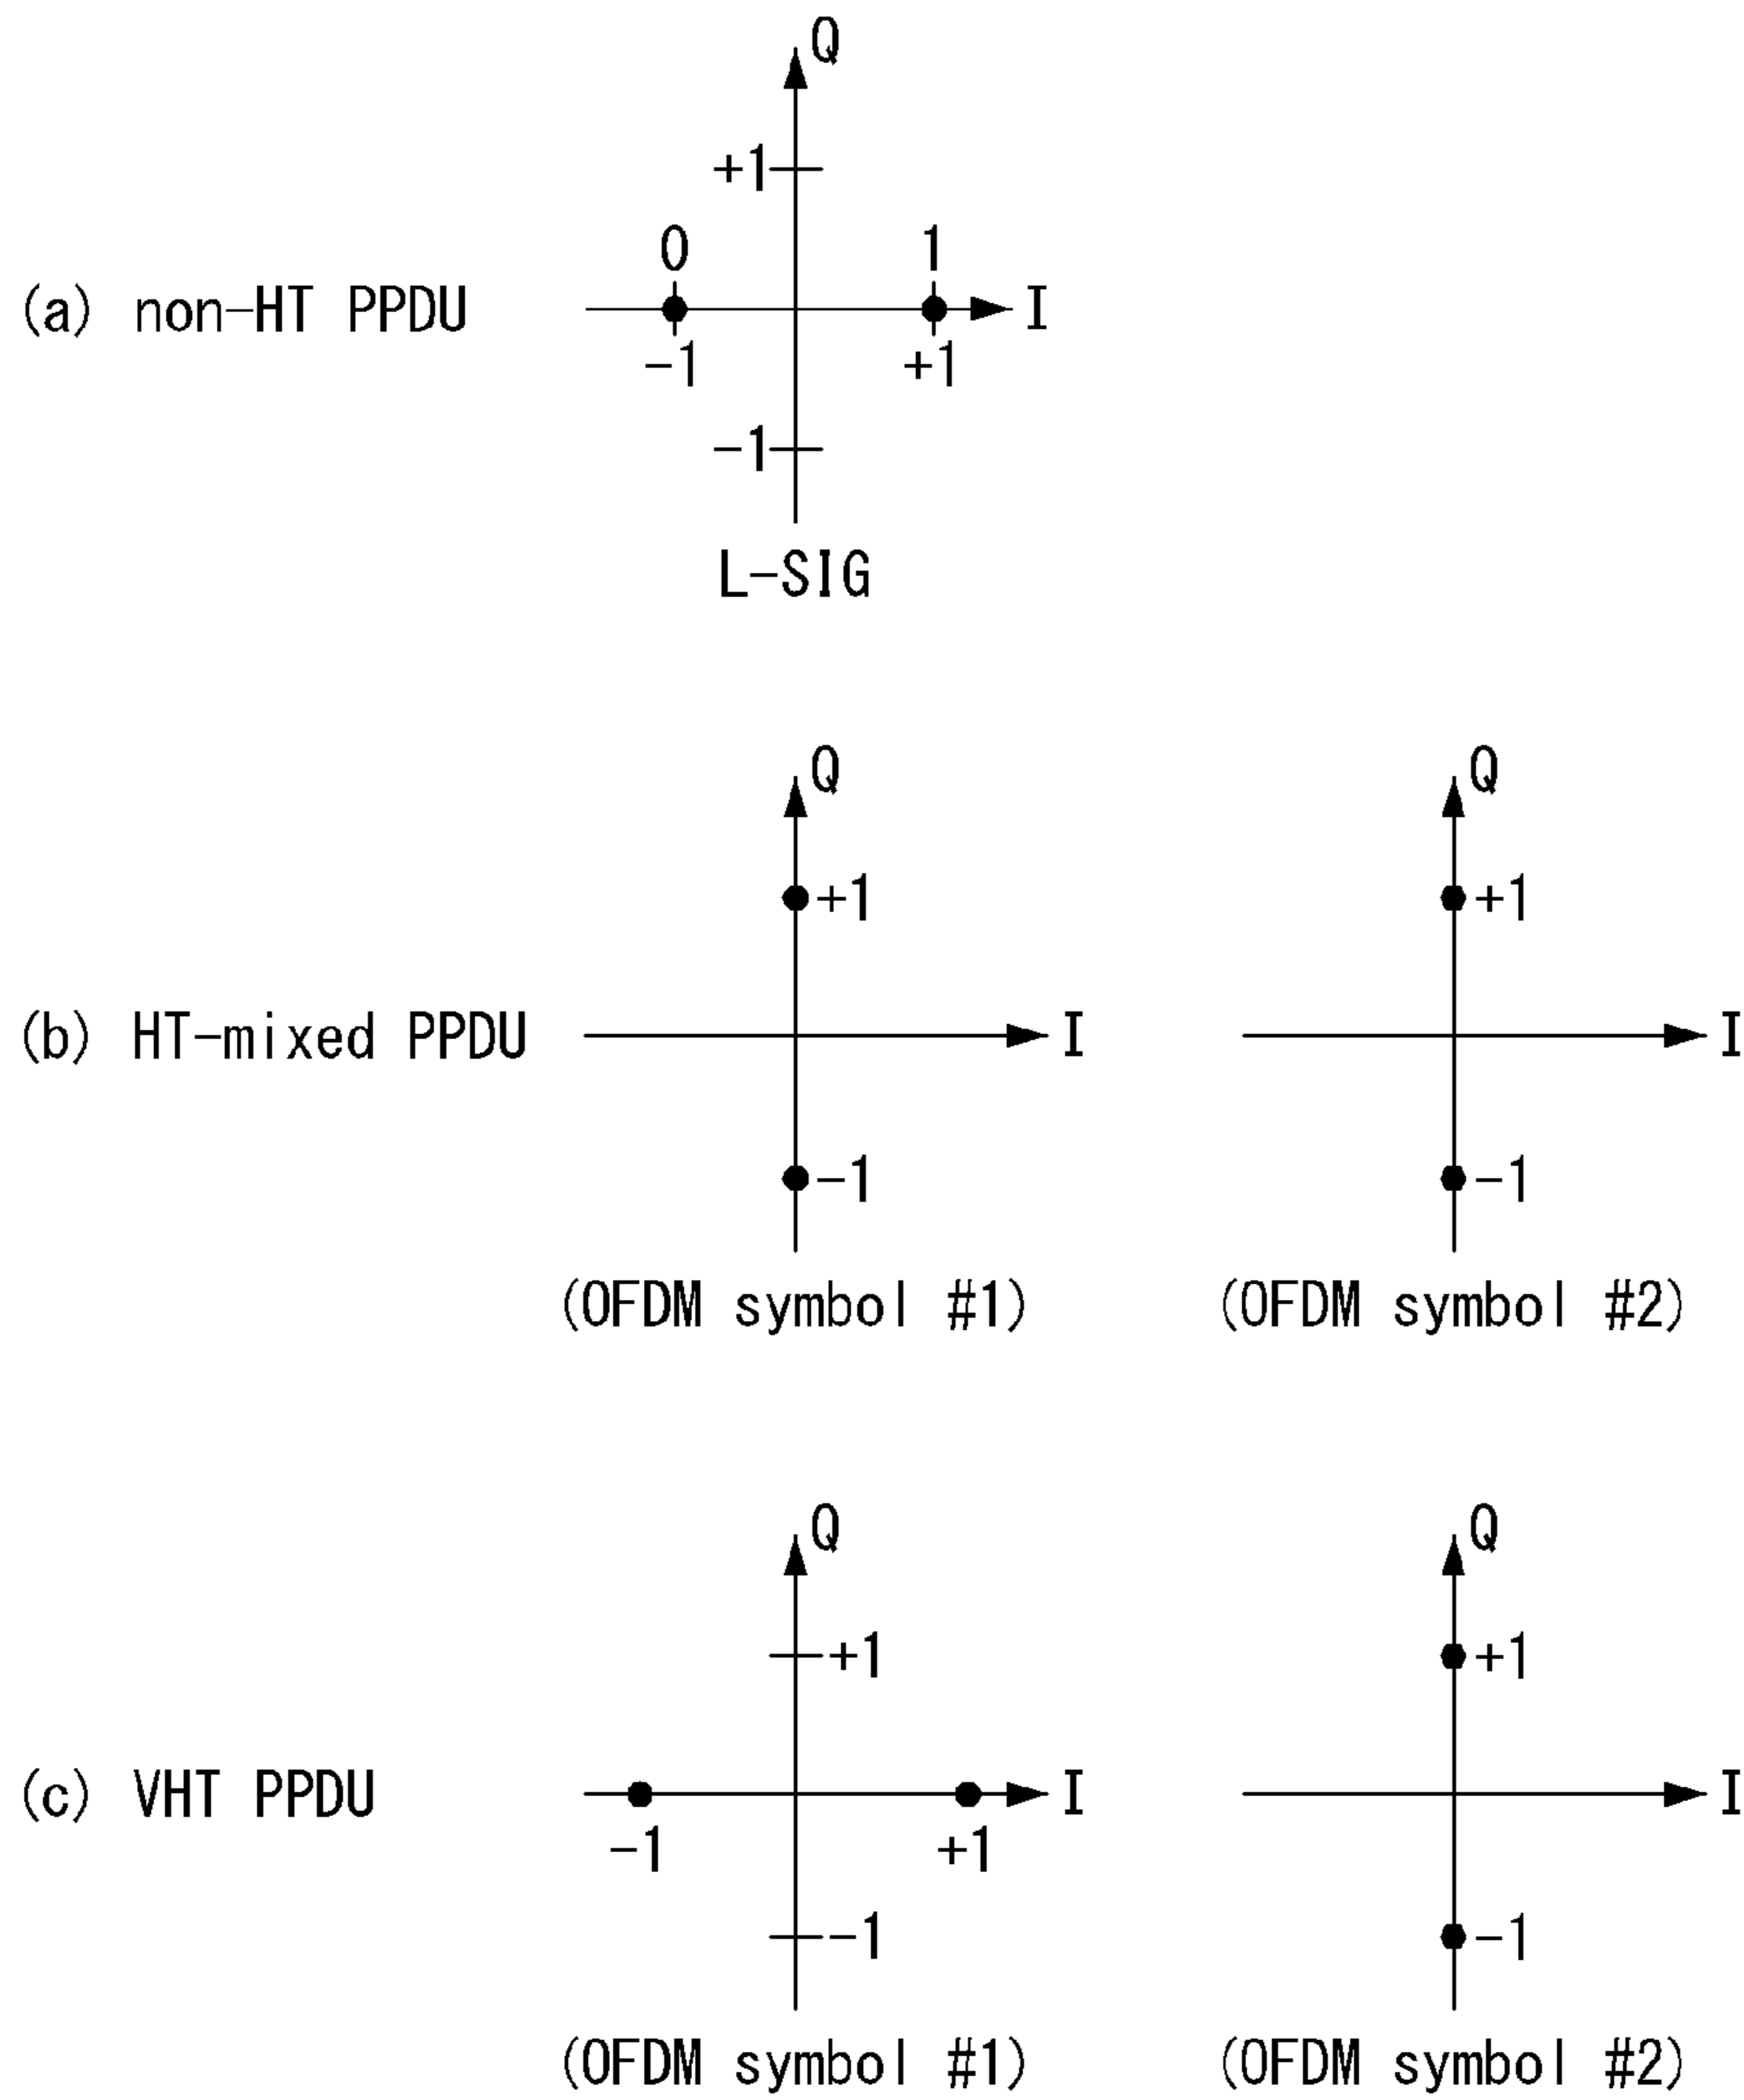 Q
+1
0 1
(a) non-HT PPDU I
-1 +1
-1
L-SIG
Q Q
+1 +1
(b) HT-mixed PPDU I I
-1 -1
(OFDM symbol #1) (OFDM symbol #2)
Q Q
+1 +1
(c) VHT PPDU I I
-1 +1
-1 -1
(OFDM symbol #1) (OFDM symbol #2)